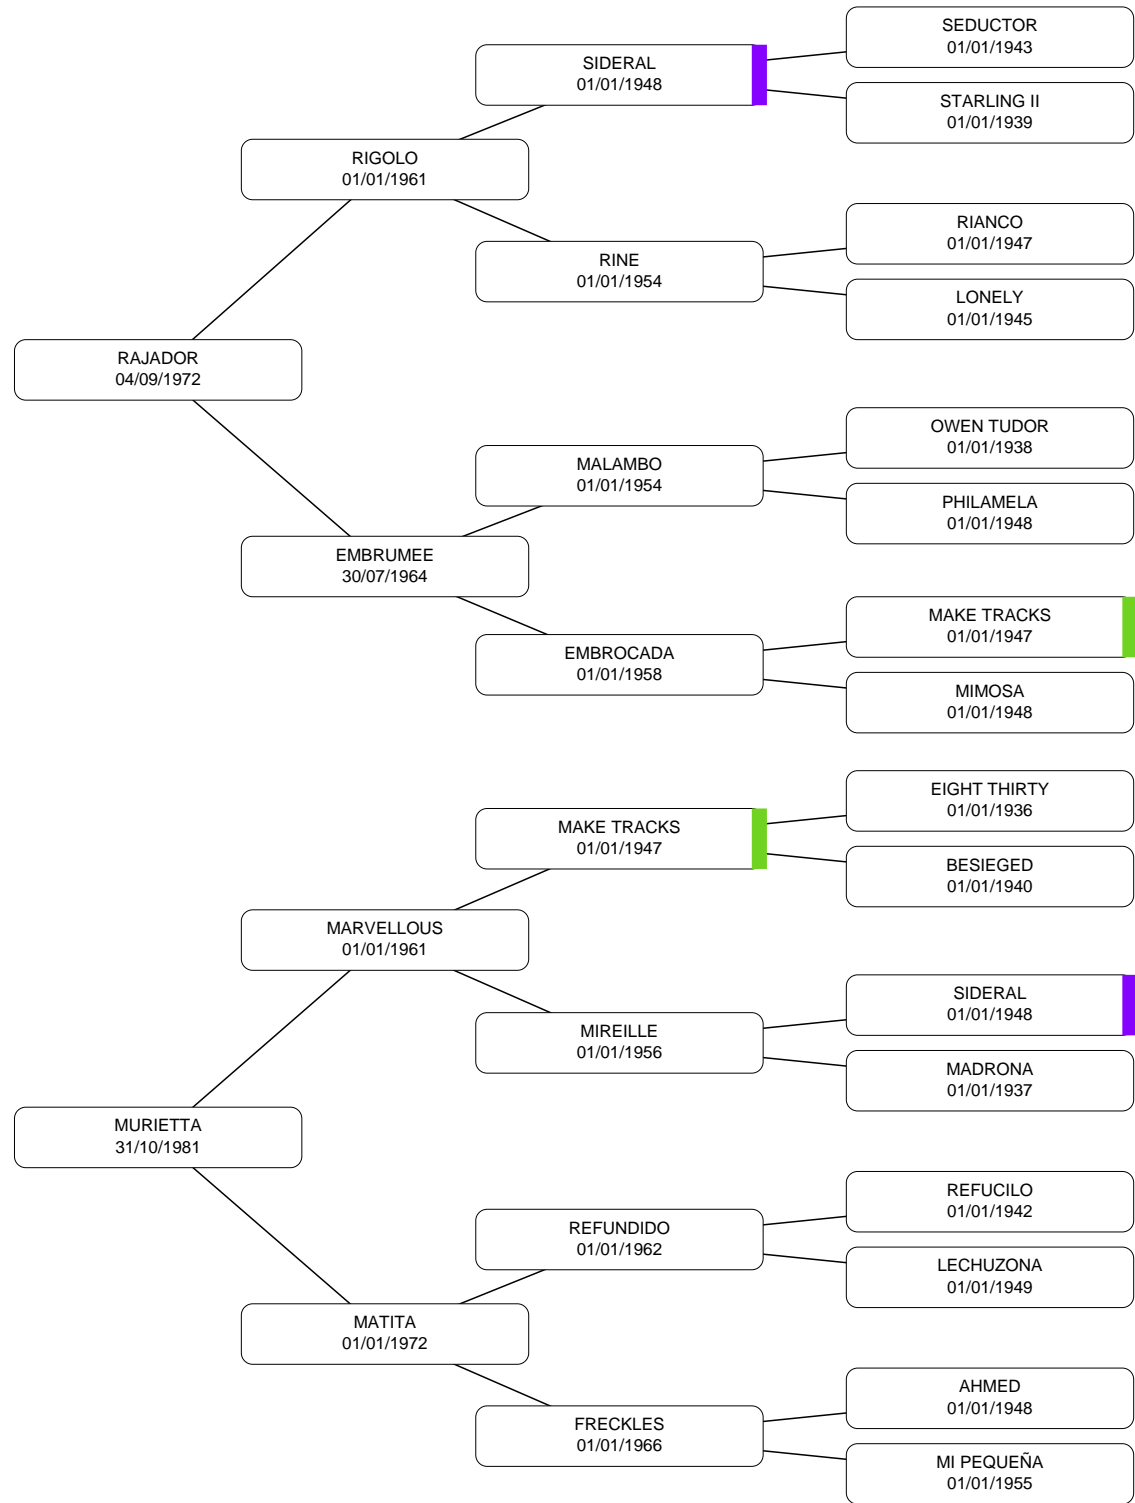 SEDUCTOR
01/01/1943
SIDERAL
01/01/1948
STARLING II
01/01/1939
RIGOLO
01/01/1961
RIANCO
01/01/1947
RINE
01/01/1954
LONELY
01/01/1945
RAJADOR
04/09/1972
OWEN TUDOR
01/01/1938
MALAMBO
01/01/1954
PHILAMELA
01/01/1948
EMBRUMEE
30/07/1964
MAKE TRACKS
01/01/1947
EMBROCADA
01/01/1958
MIMOSA
01/01/1948
EIGHT THIRTY
01/01/1936
MAKE TRACKS
01/01/1947
BESIEGED
01/01/1940
MARVELLOUS
01/01/1961
SIDERAL
01/01/1948
MIREILLE
01/01/1956
MADRONA
01/01/1937
MURIETTA
31/10/1981
REFUCILO
01/01/1942
REFUNDIDO
01/01/1962
LECHUZONA
01/01/1949
MATITA
01/01/1972
AHMED
01/01/1948
FRECKLES
01/01/1966
MI PEQUEÑA
01/01/1955